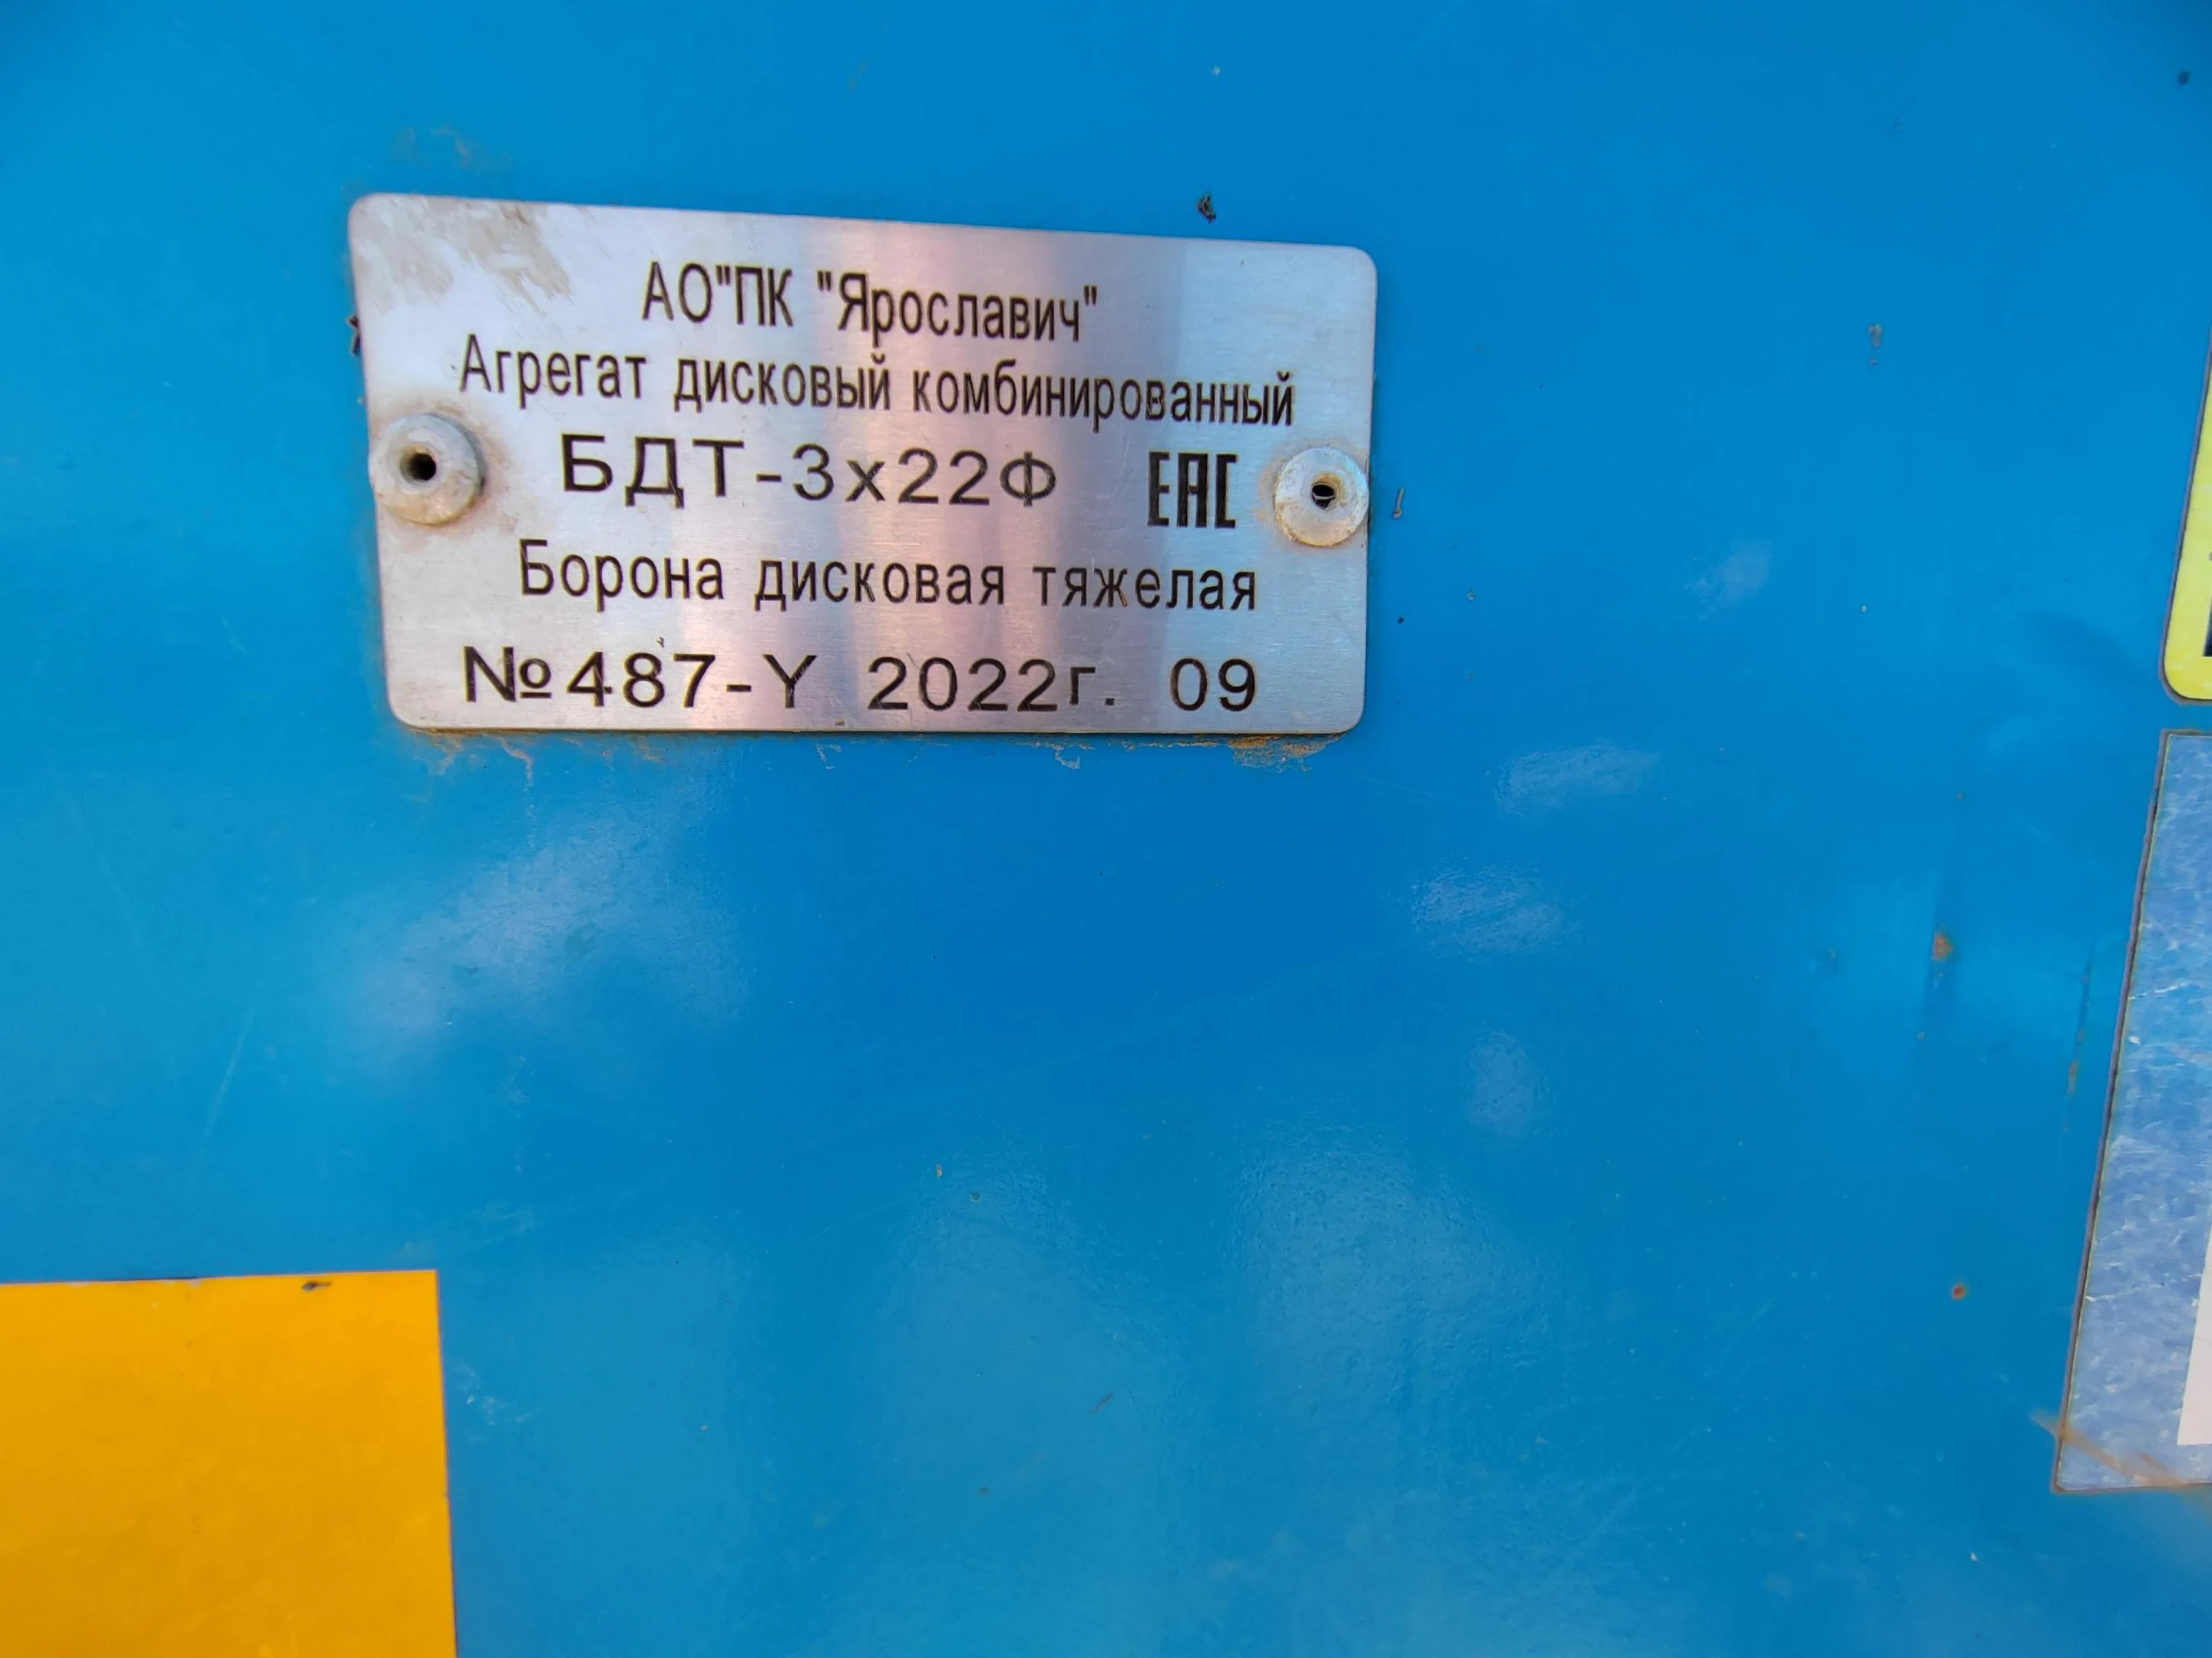 АО"ПК "Ярославич"
Агрегат дисковый комбинированный
БДТ-3х22Ф ЕАС
Борона дисковая тяжелая
№487-Y 2022г. 09